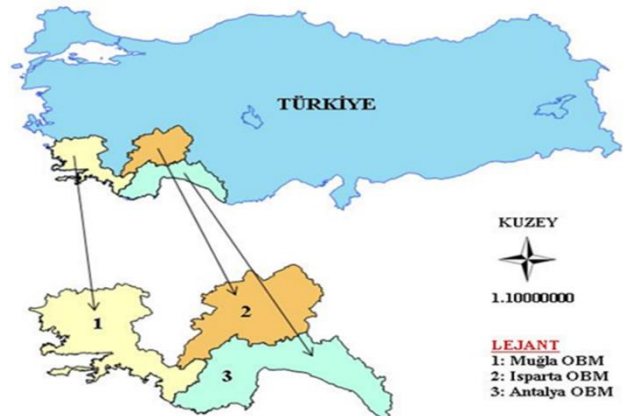 TÜRKİYE
KUZEY
1.10000000
1
2
3
LEJANT
1: Muğla OBM
2: Isparta OBM
3: Antalya OBM